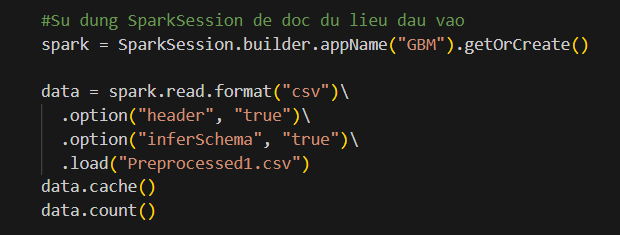 #Su dung SparkSession de doc du lieu dau vao
spark = SparkSession.builder.appName("GBM").getOrCreate()
data = spark.read.format("csv")\
.option("header", "true")\
.option("inferSchema", "true")\
.load("Preprocessed1.csv")
data.cache()
data.count()